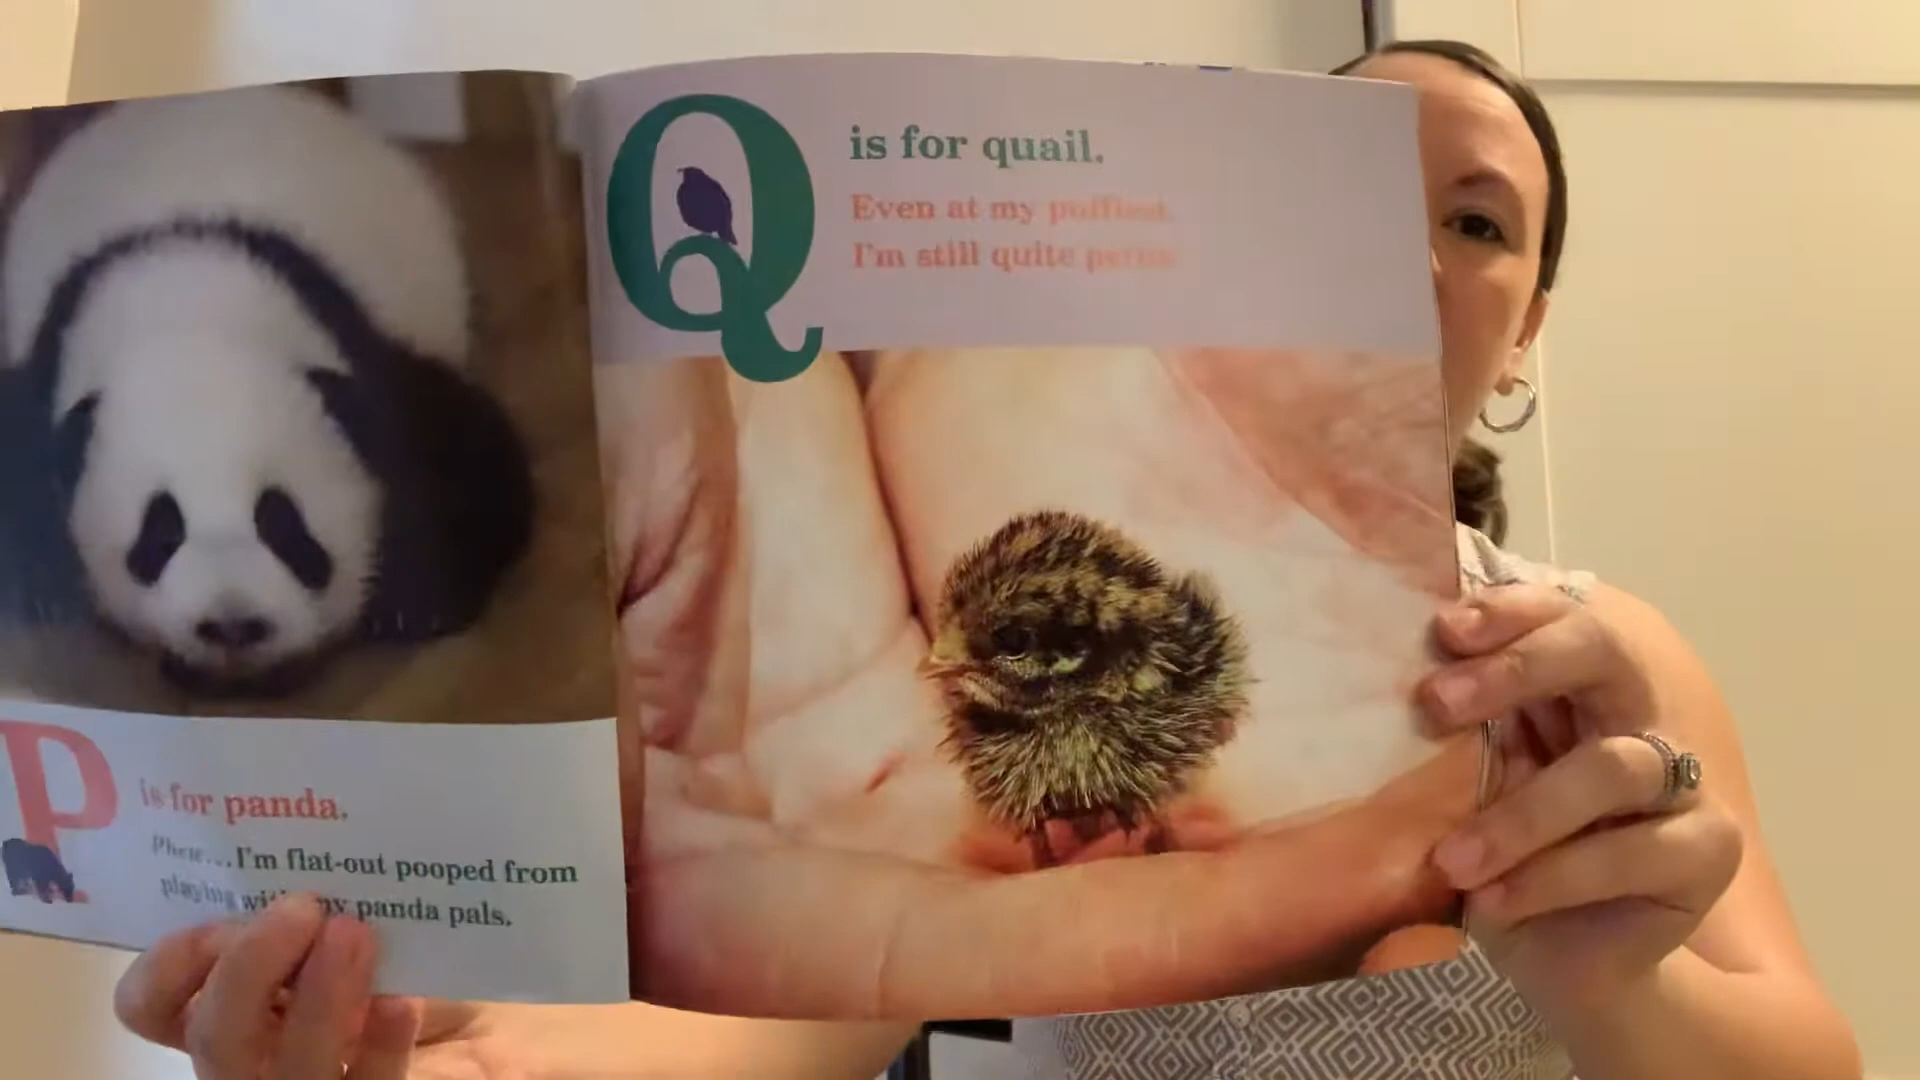 P is for panda.
Phew...I'm flat-out pooped from
playing with my panda pals.
Q is for quail.
Even at my puffiest,
I'm still quite